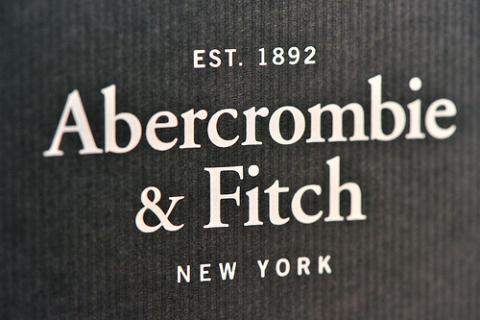 EST. 1892
Abercrombie
& Fitch
NEW YORK